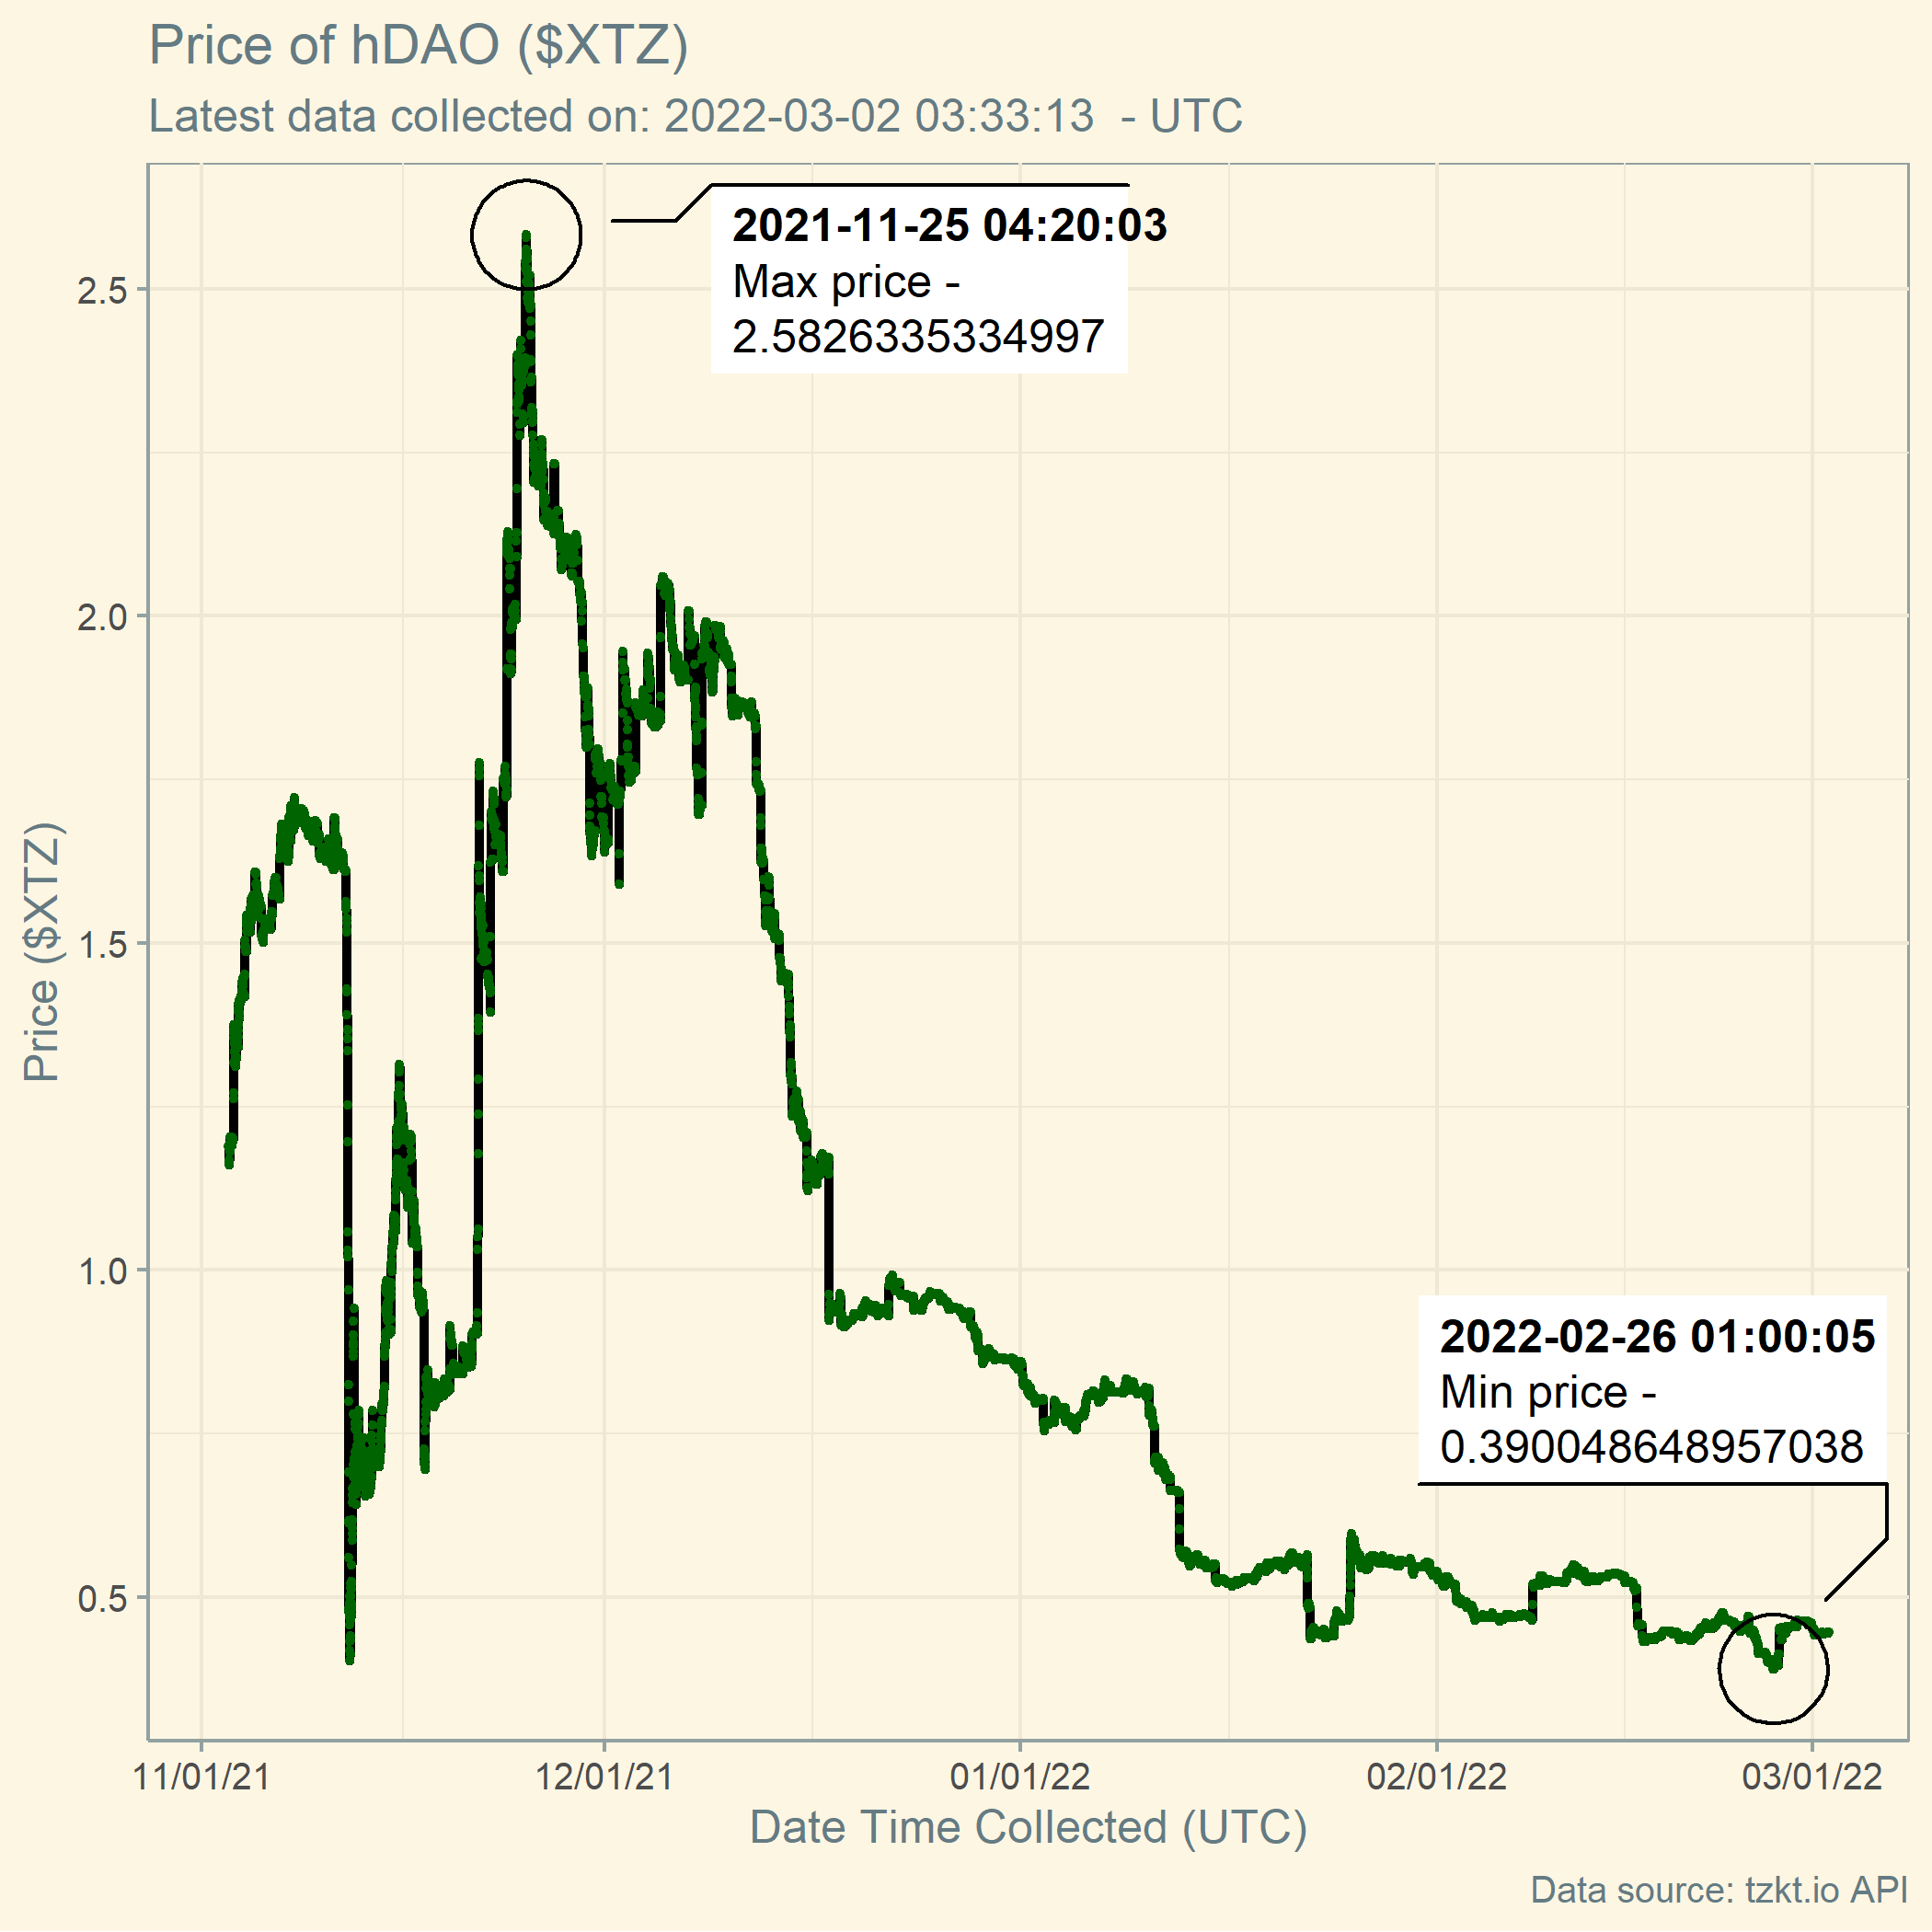 Price of hDAO ($XTZ)
Latest data collected on: 2022-03-02 03:33:13  - UTC
2021-11-25 04:20:03
Max price -
2.5826335334997
2.5
2.0
1.5
1.0
0.5
Price ($XTZ)
2022-02-26 01:00:05
Min price -
0.390048648957038
11/01/21
12/01/21
01/01/22
02/01/22
03/01/22
Date Time Collected (UTC)
Data source: tzkt.io API